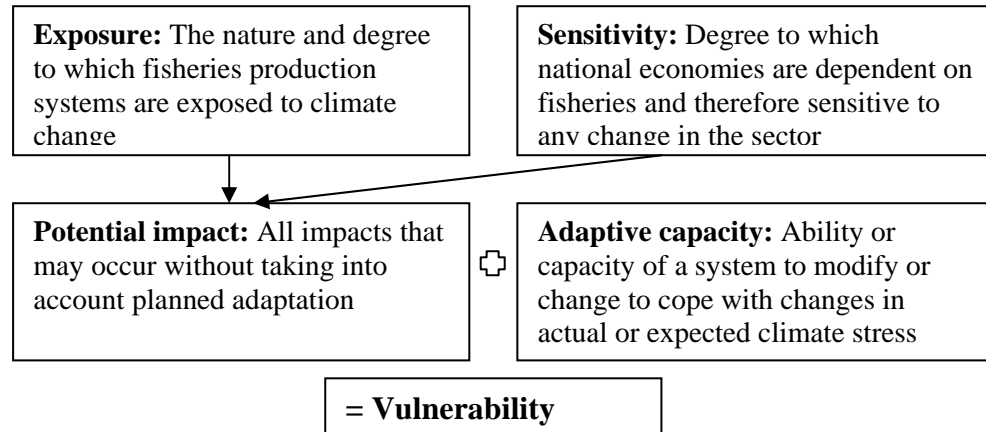 Exposure: The nature and degree
to which fisheries production
systems are exposed to climate
change
Sensitivity: Degree to which
national economies are dependent on
fisheries and therefore sensitive to
any change in the sector
Potential impact: All impacts that
may occur without taking into
account planned adaptation
Adaptive capacity: Ability or
capacity of a system to modify or
change to cope with changes in
actual or expected climate stress
= Vulnerability